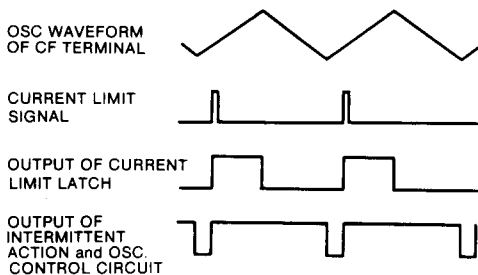 OSC WAVEFORM
OF CF TERMINAL
CURRENT LIMIT
SIGNAL
OUTPUT OF CURRENT
LIMIT LATCH
OUTPUT OF
INTERMITTENT
ACTION and OSC.
CONTROL CIRCUIT